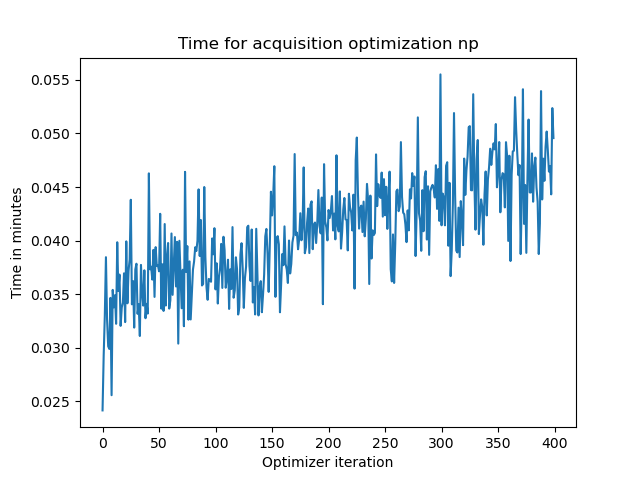 Time for acquisition optimization np
Time in minutes
0.055
0.050
0.045
0.040
0.035
0.030
0.025
0 50 100 150 200 250 300 350 400
Optimizer iteration